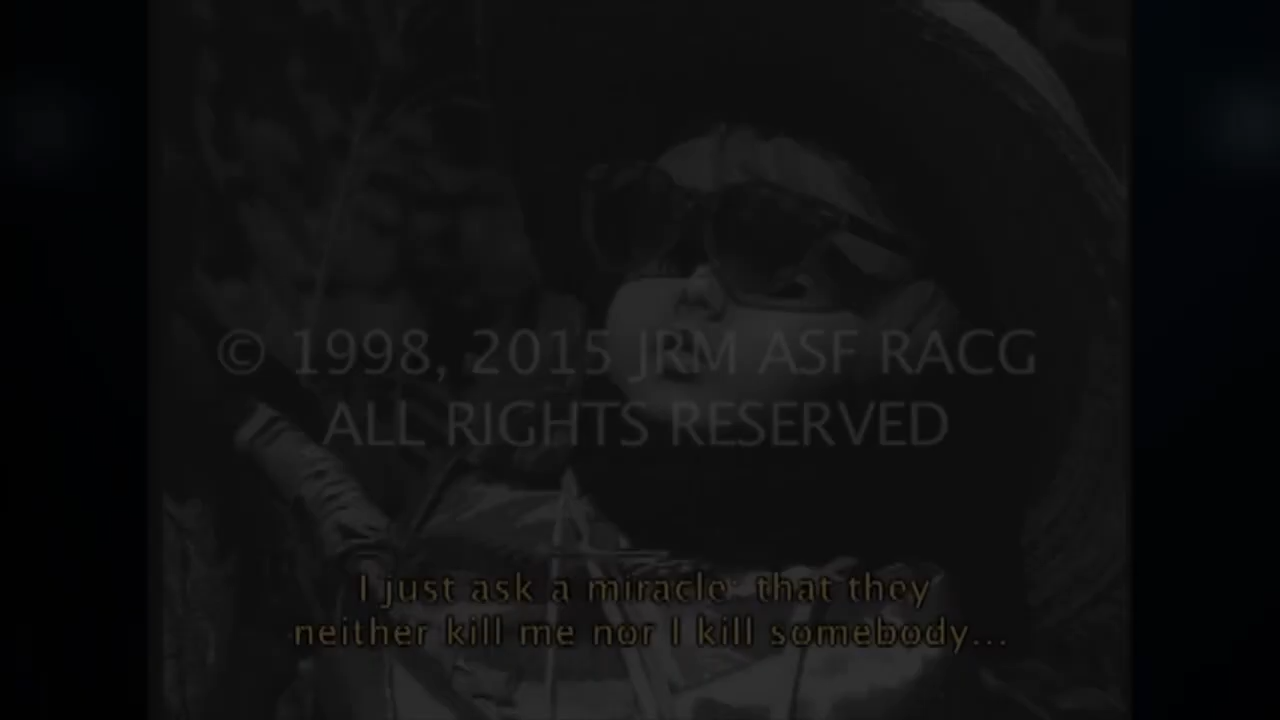 © 1998, 2015 JRM ASF RACG
ALL RIGHTS RESERVED
I just ask a miracle: that they
neither kill me nor I kill somebody...